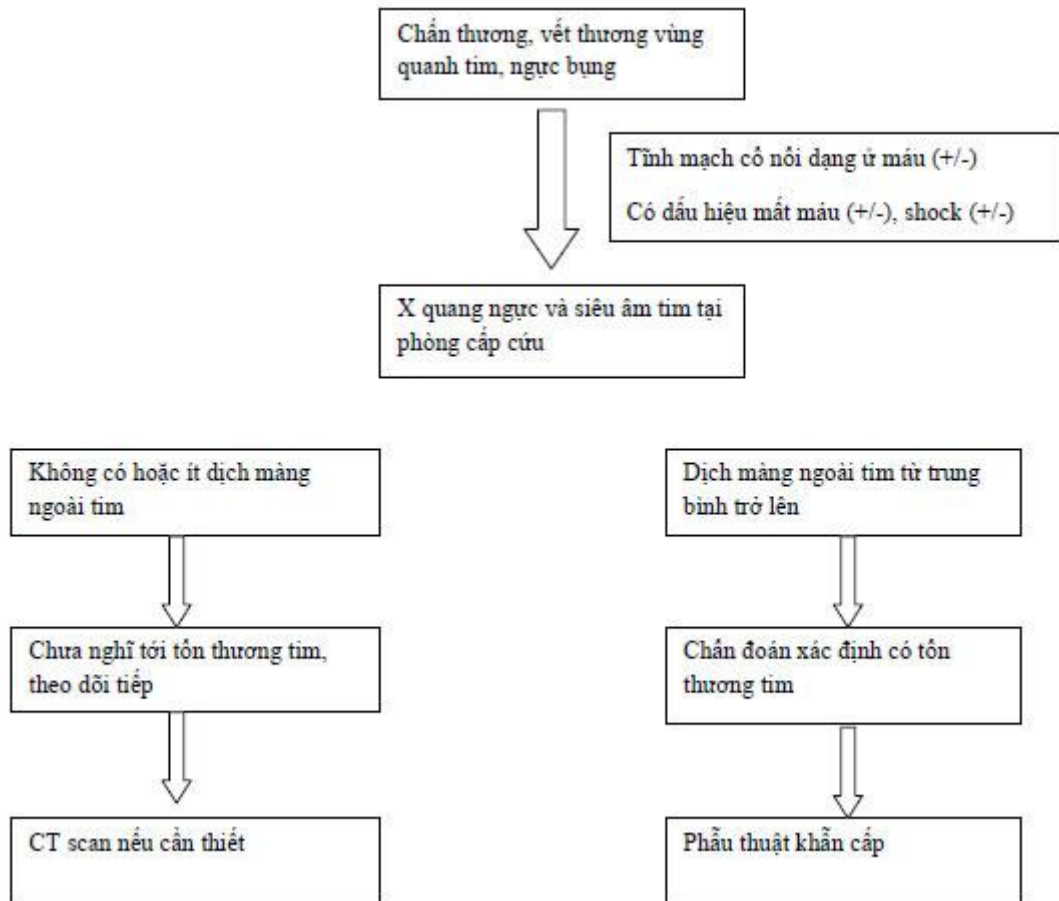 Chấn thương, vết thương vùng
quanh tim, ngực bụng
Tĩnh mạch cổ nổi dạng ứ máu (+/-)
Có dấu hiệu mất máu (+/-), shock (+/-)
X quang ngực và siêu âm tim tại
phòng cấp cứu
Không có hoặc ít dịch màng
ngoài tim
Dịch màng ngoài tim từ trung
bình trở lên
Chưa nghĩ tới tổn thương tim,
theo dõi tiếp
Chẩn đoán xác định có tổn
thương tim
CT scan nếu cần thiết
Phẫu thuật khẩn cấp